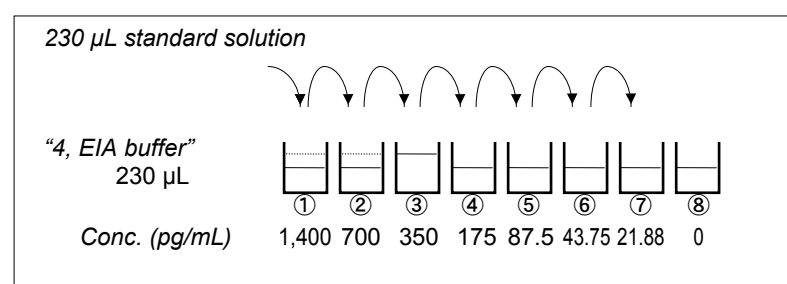 230 µL standard solution
“4, EIA buffer”
230 µL
① ② ③ ④ ⑤ ⑥ ⑦ ⑧
Conc. (pg/mL) 1,400 700 350 175 87.5 43.75 21.88 0